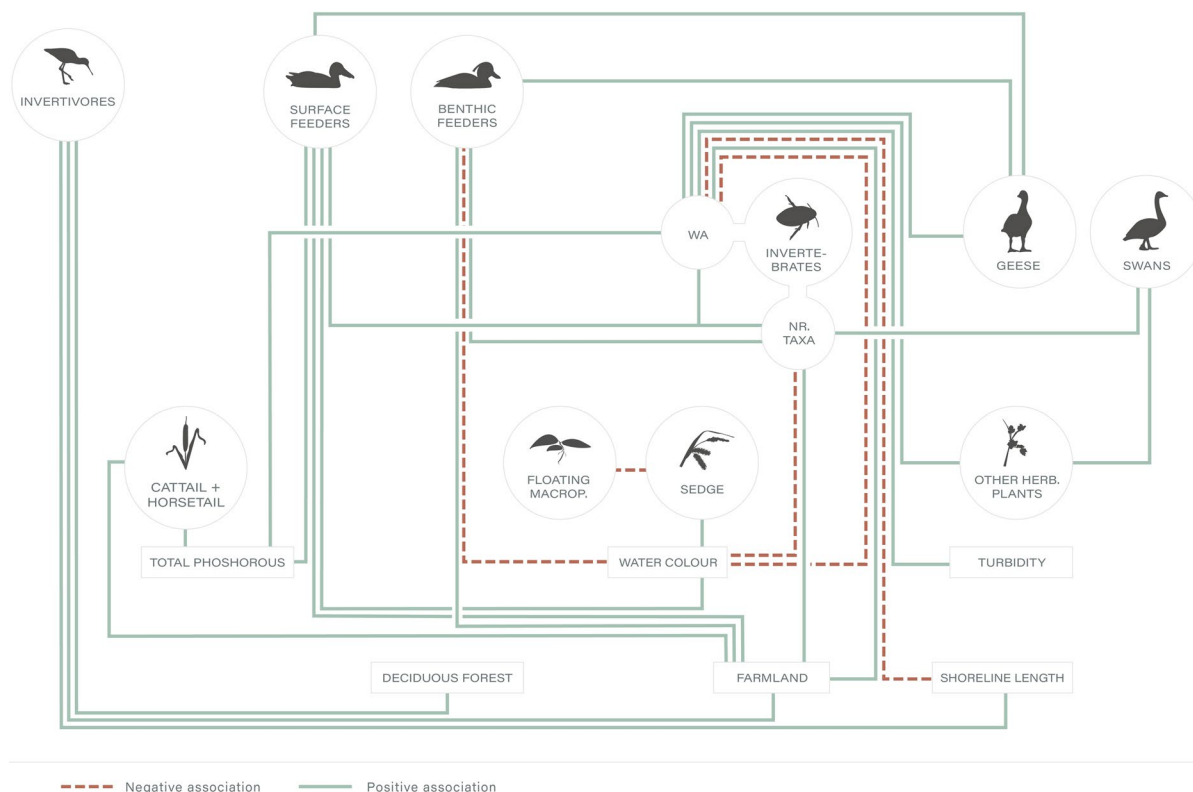 INVERTIVORES
SURFACE
FEEDERS
BENTHIC
FEEDERS
WA
INVERTE-
BRATES
GEESE
SWANS
NR.
TAXA
CATTAIL +
HORSETAIL
FLOATING
MACROP.
SEDGE
OTHER HERB.
PLANTS
TOTAL PHOSHOROUS
WATER COLOUR
TURBIDITY
DECIDUOUS FOREST
FARMLAND
SHORELINE LENGTH
Negative association
Positive association